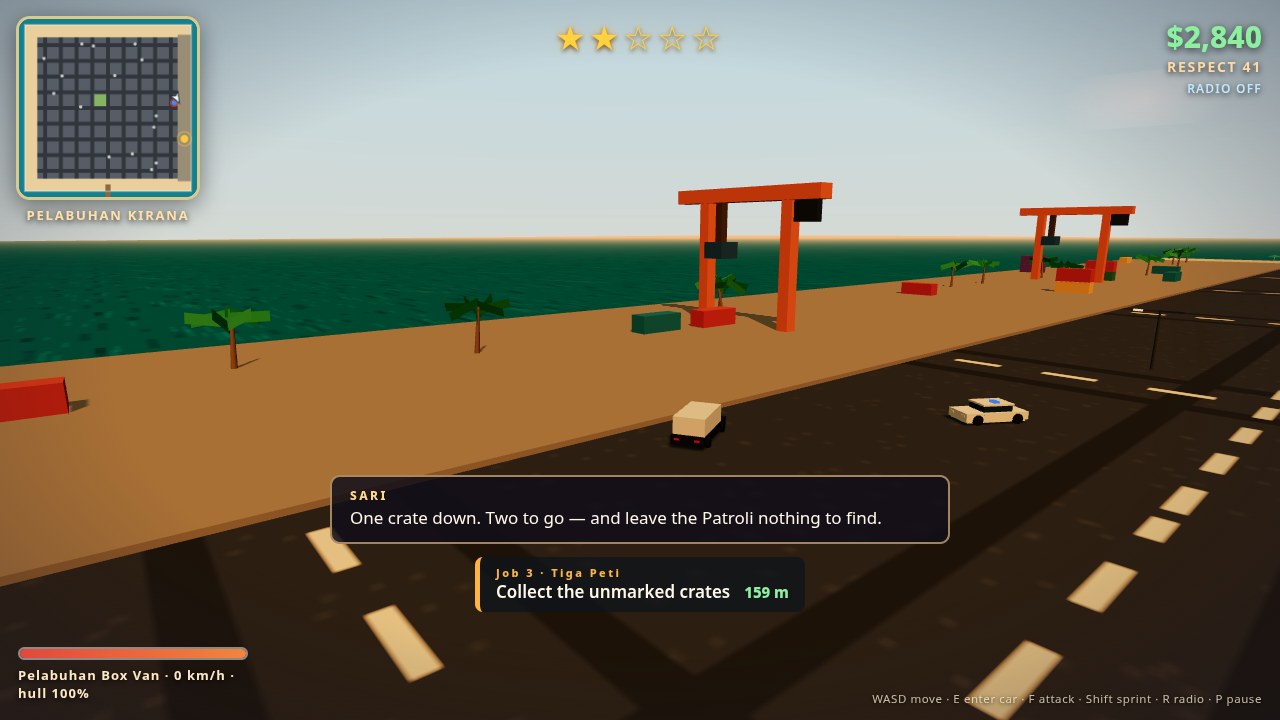 $2,840
RESPECT 41
RADIO OFF
PELABUHAN KIRANA
SARI
One crate down. Two to go — and leave the Patroli nothing to find.
Job 3 · Tiga Peti
Collect the unmarked crates 159 m
Pelabuhan Box Van · 0 km/h ·
hull 100%
WASD move · E enter car · F attack · Shift sprint · R radio · P pause